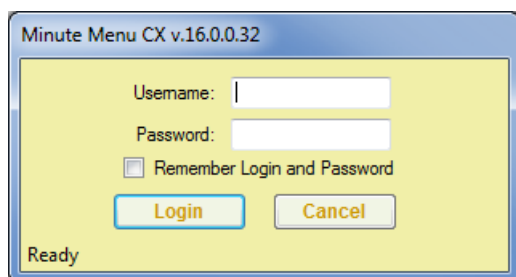 Minute Menu CX v.16.0.0.32
Username:
Password:
Remember Login and Password
Login Cancel
Ready